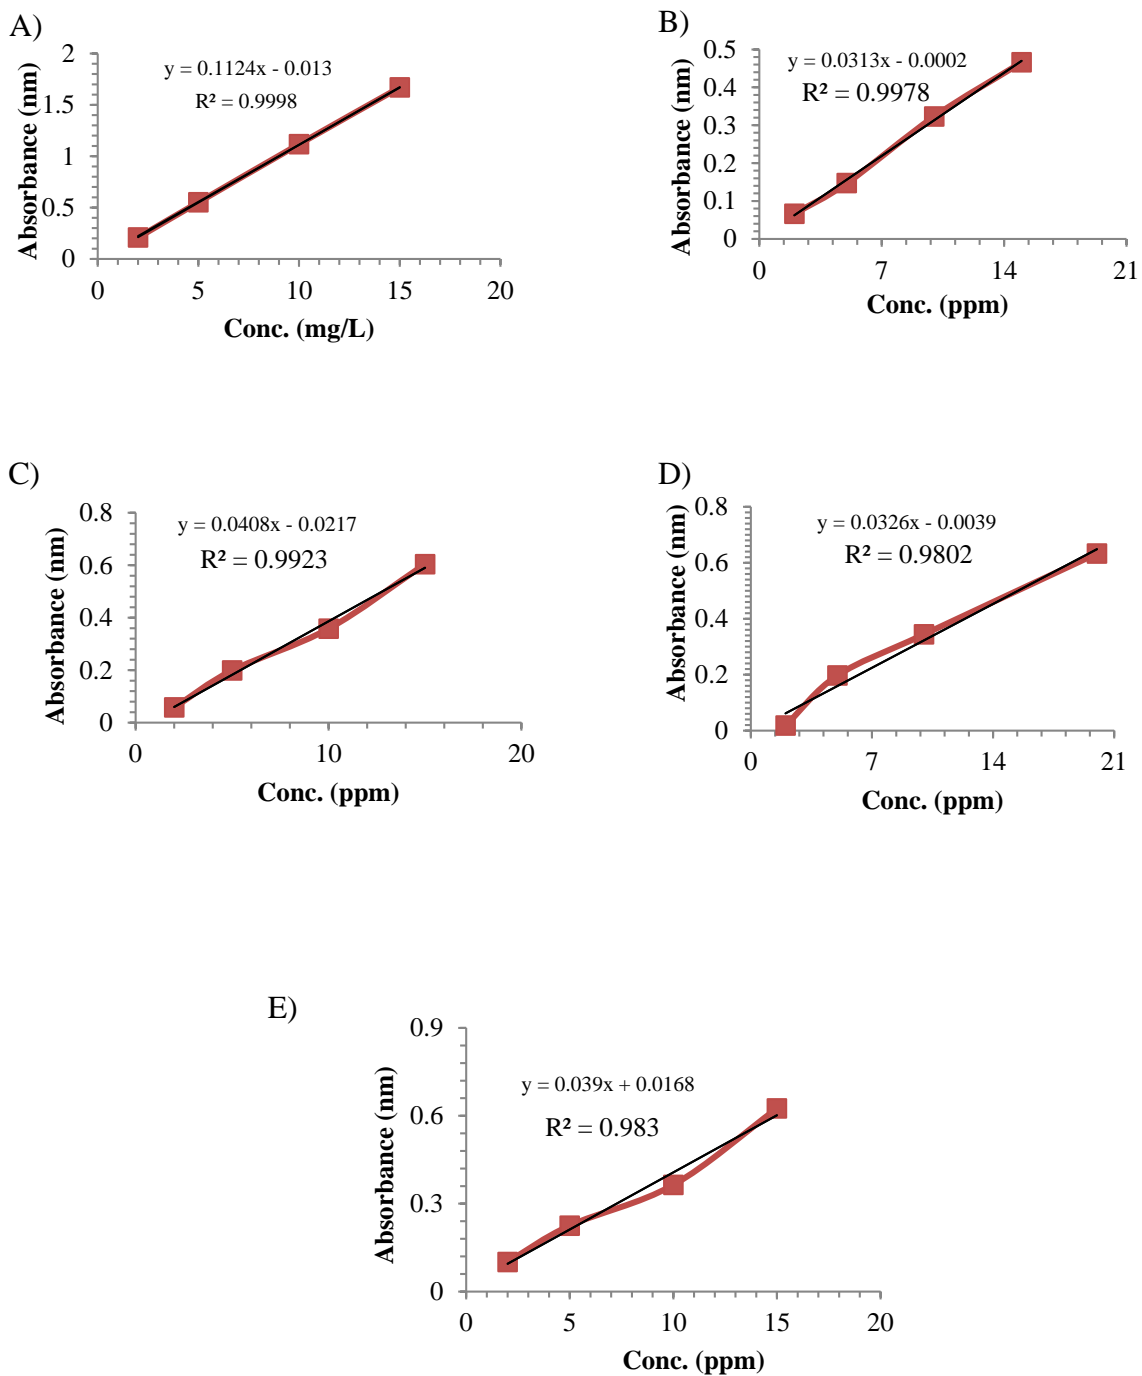 A)
y = 0.1124x - 0.013
R² = 0.9998
2
1.5
1
0.5
0
Absorbance (nm)
0 5 10 15 20
Conc. (mg/L)
B)
y = 0.0313x - 0.0002
R² = 0.9978
0.5
0.4
0.3
0.2
0.1
0
Absorbance (nm)
0 7 14 21
Conc. (ppm)
C)
y = 0.0408x - 0.0217
R² = 0.9923
0.8
0.6
0.4
0.2
0
Absorbance (nm)
0 10 20
Conc. (ppm)
D)
y = 0.0326x - 0.0039
R² = 0.9802
0.8
0.6
0.4
0.2
0
Absorbance (nm)
0 7 14 21
Conc. (ppm)
E)
y = 0.039x + 0.0168
R² = 0.983
0.9
0.6
0.3
0
Absorbance (nm)
0 5 10 15 20
Conc. (ppm)